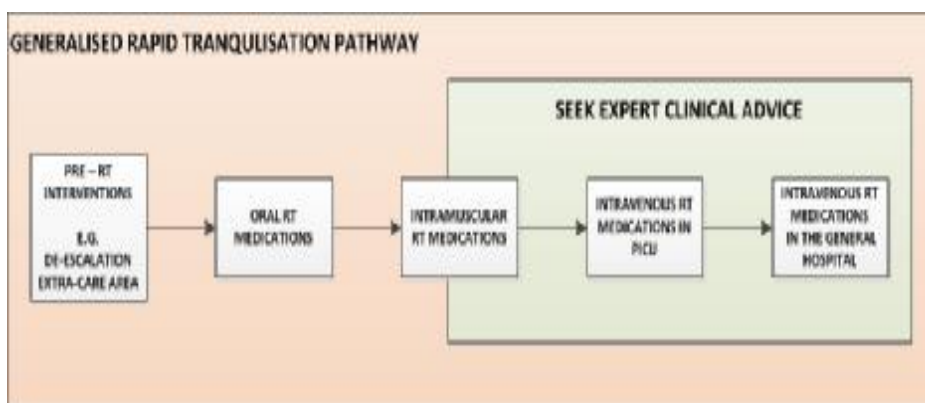 GENERALISED RAPID TRANQULISATION PATHWAY
SEEK EXPERT CLINICAL ADVICE
PRE – RT
INTERVENTIONS
E.G.
DE-ESCALATION
EXTRA-CARE AREA
ORAL RT
MEDICATIONS
INTRAMUSCULAR
RT MEDICATIONS
INTRAVENOUS RT
MEDICATIONS IN
PICU
INTRAVENOUS RT
MEDICATIONS
IN THE GENERAL
HOSPITAL